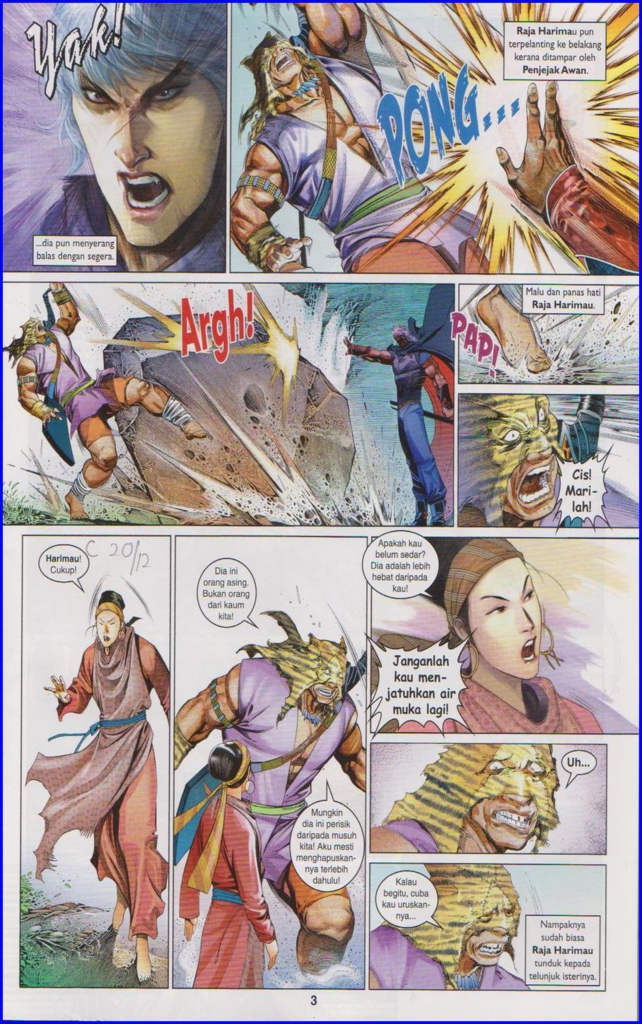 Yak!
...dia pun menyerang
balas dengan segera.
PONG...
Raja Harimau pun
terpelanting ke belakang
kerana ditampar oleh
Penjejak Awan.
Argh!
PAP!
Malu dan panas hati
Raja Harimau.
Cis!
Mari-
lah!
Harimau!
Cukup!
C 20/12
Dia ini
orang asing.
Bukan orang
dari kaum
kita!
Mungkin
dia ini perisik
daripada musuh
kita! Aku mesti
menghapuskan-
nya terlebih
dahulu!
Apakah kau
belum sedar?
Dia adalah lebih
hebat daripada
kau!
Janganlah
kau men-
jatuhkan air
muka lagi!
Uh...
Kalau
begitu, cuba
kau uruskan-
nya...
Nampaknya
sudah biasa
Raja Harimau
tunduk kepada
telunjuk isterinya.
3